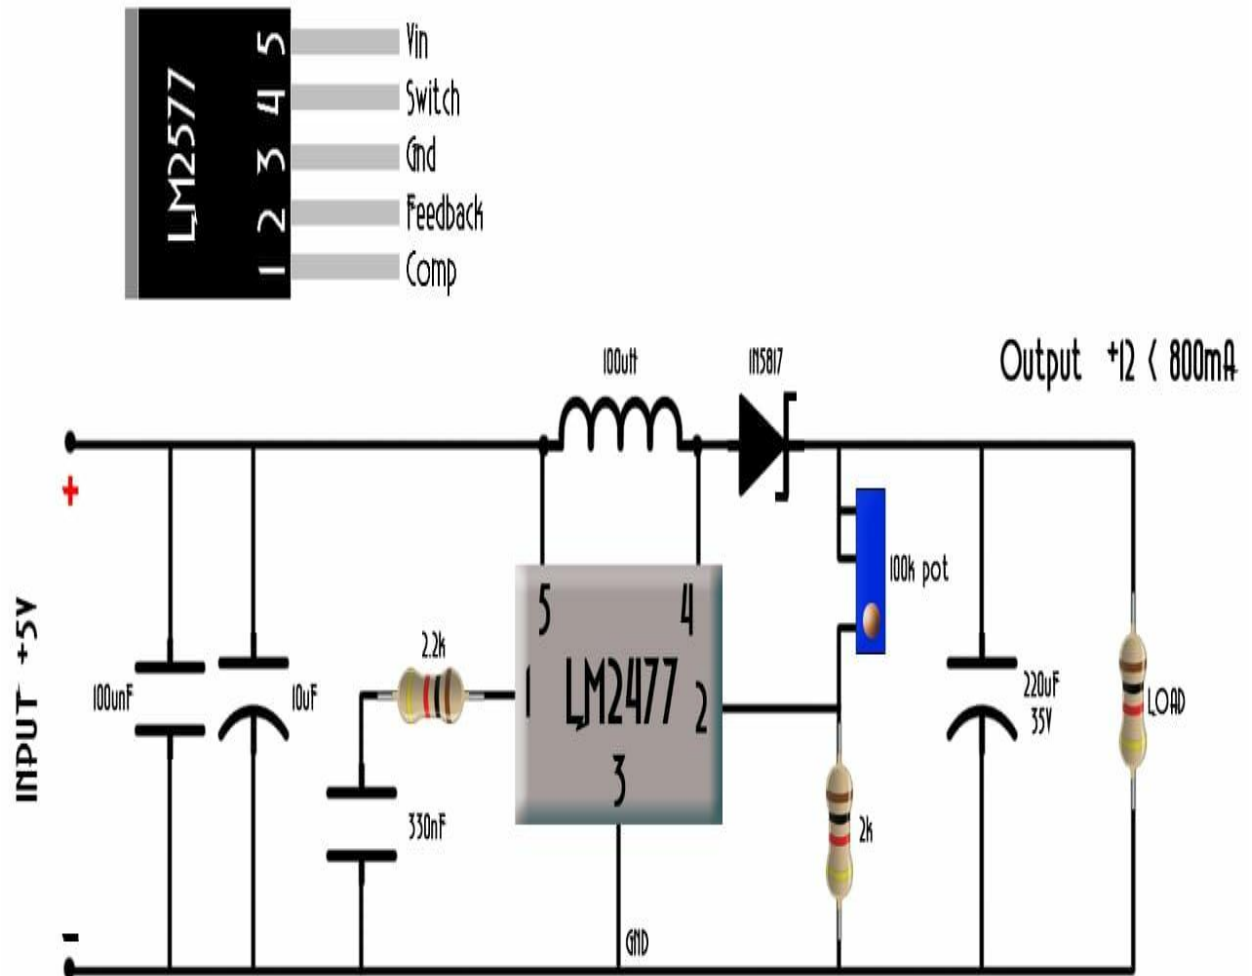 LM2577
5 Vin
4 Switch
3 Gnd
2 Feedback
1 Comp
100uH
1N5817
Output +12 < 800mA
+
INPUT +5V
-
100unF
10uF
2.2k
330nF
5
4
1
LM2477
2
3
GND
100k pot
2k
220uF
35V
LOAD